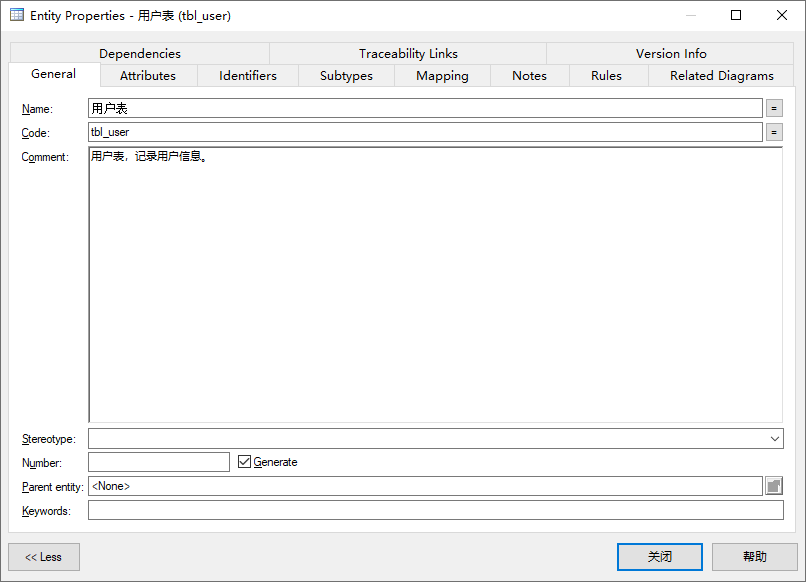 Entity Properties - 用户表 (tbl_user)
Dependencies Traceability Links Version Info
General Attributes Identifiers Subtypes Mapping Notes Rules Related Diagrams
Name: 用户表 =
Code: tbl_user =
Comment: 用户表，记录用户信息。
Stereotype:
Number: Generate
Parent entity: <None>
Keywords:
<< Less 关闭 帮助